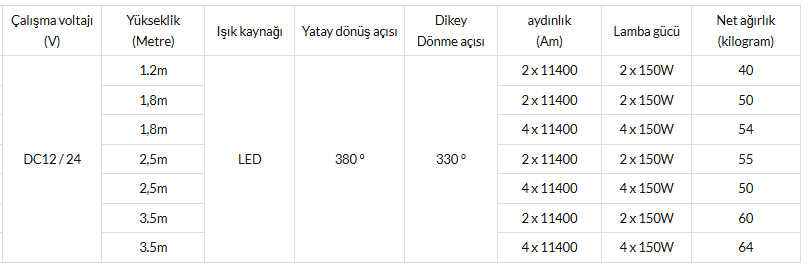 Çalışma voltajı (V) Yükseklik (Metre) Işık kaynağı Yatay dönüş açısı Dikey Dönme açısı aydınlık (Am) Lamba gücü Net ağırlık (kilogram)
1.2m 2 x 11400 2 x 150W 40
1,8m 2 x 11400 2 x 150W 50
1,8m 4 x 11400 4 x 150W 54
DC12 / 24 2,5m LED 380 º 330 º 2 x 11400 2 x 150W 55
2,5m 4 x 11400 4 x 150W 50
3.5m 2 x 11400 2 x 150W 60
3.5m 4 x 11400 4 x 150W 64